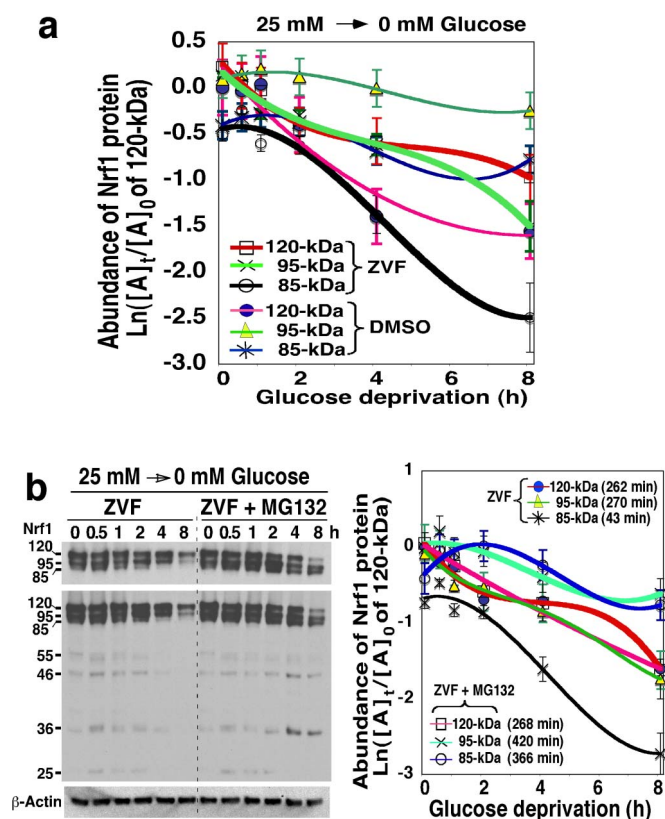 a
25 mM → 0 mM Glucose
Abundance of Nrf1 protein
Ln([A]t/[A]0 of 120-kDa)
0.5
0.0
-0.5
-1.0
-1.5
-2.0
-2.5
-3.0
120-kDa
95-kDa
85-kDa
ZVF
120-kDa
95-kDa
85-kDa
DMSO
0 2 4 6 8
Glucose deprivation (h)
b
25 mM → 0 mM Glucose
ZVF ZVF + MG132
Nrf1 0 0.5 1 2 4 8 0 0.5 1 2 4 8 h
120
95
85
120
95
85
55
46
36
25
β-Actin
Abundance of Nrf1 protein
Ln([A]t/[A]0 of 120-kDa)
1
0
-1
-2
-3
ZVF
120-kDa (262 min)
95-kDa (270 min)
85-kDa (43 min)
ZVF + MG132
120-kDa (268 min)
95-kDa (420 min)
85-kDa (366 min)
0 2 4 6 8
Glucose deprivation (h)